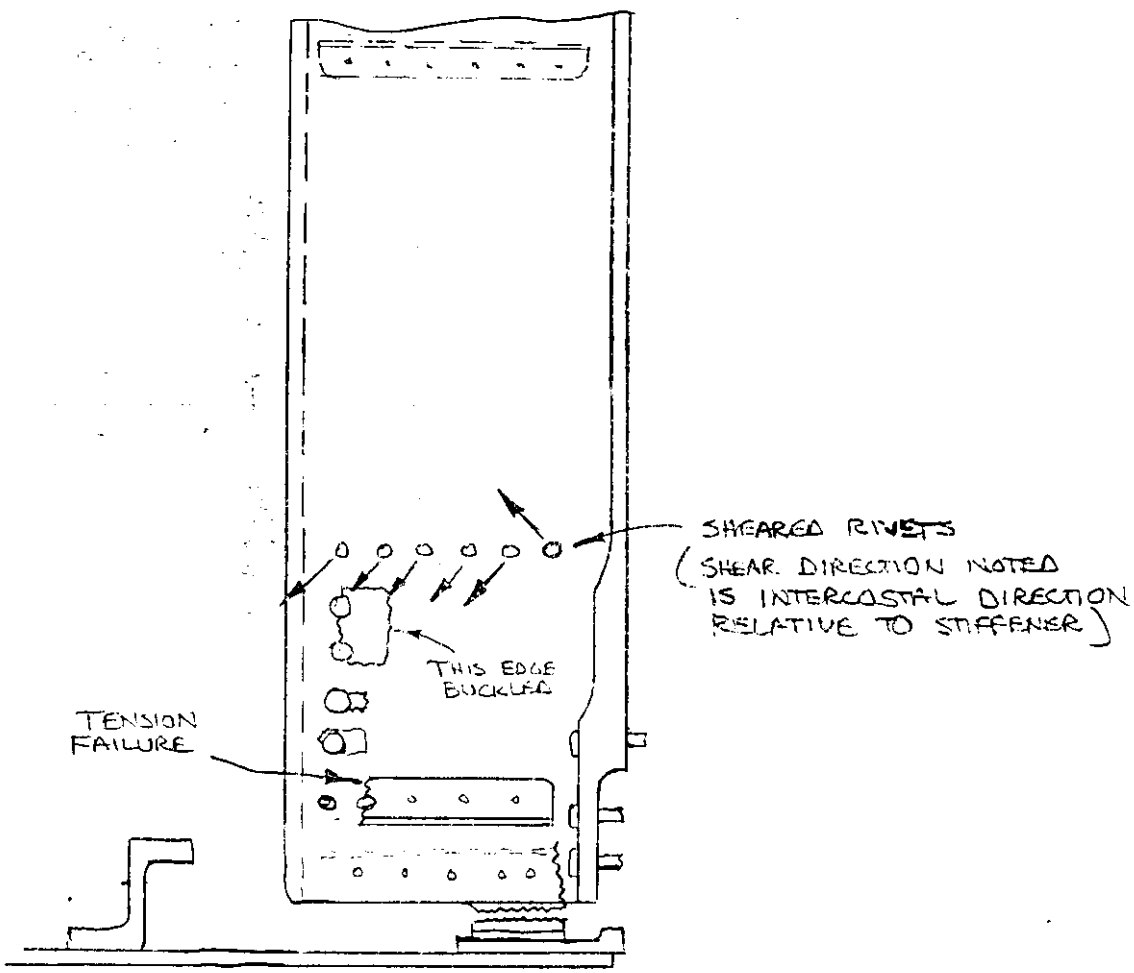 SHEARED RIVETS
(SHEAR DIRECTION NOTED
IS INTERCOSTAL DIRECTION
RELATIVE TO STIFFENER)
THIS EDGE
BUCKLED
TENSION
FAILURE